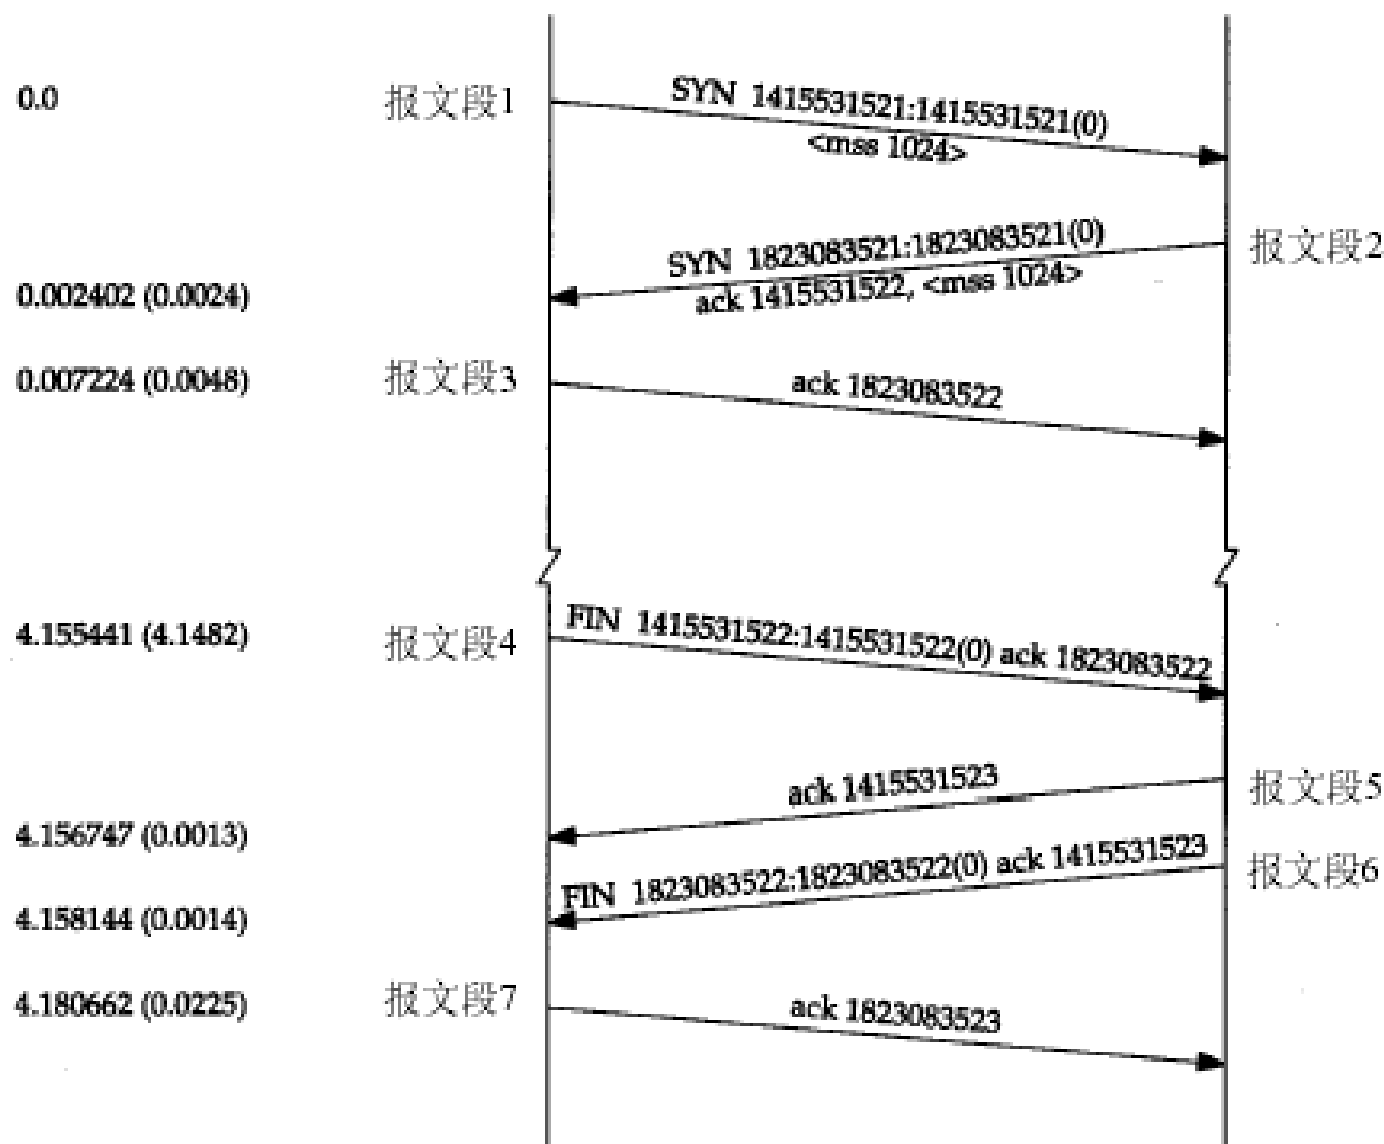 0.0
报文段1
SYN 1415531521:1415531521(0)
<mss 1024>
SYN 1823083521:1823083521(0)
报文段2
0.002402 (0.0024)
ack 1415531522, <mss 1024>
0.007224 (0.0048)
报文段3
ack 1823083522
4.155441 (4.1482)
报文段4
FIN 1415531522:1415531522(0) ack 1823083522
ack 1415531523
报文段5
4.156747 (0.0013)
FIN 1823083522:1823083522(0) ack 1415531523
报文段6
4.158144 (0.0014)
4.180662 (0.0225)
报文段7
ack 1823083523